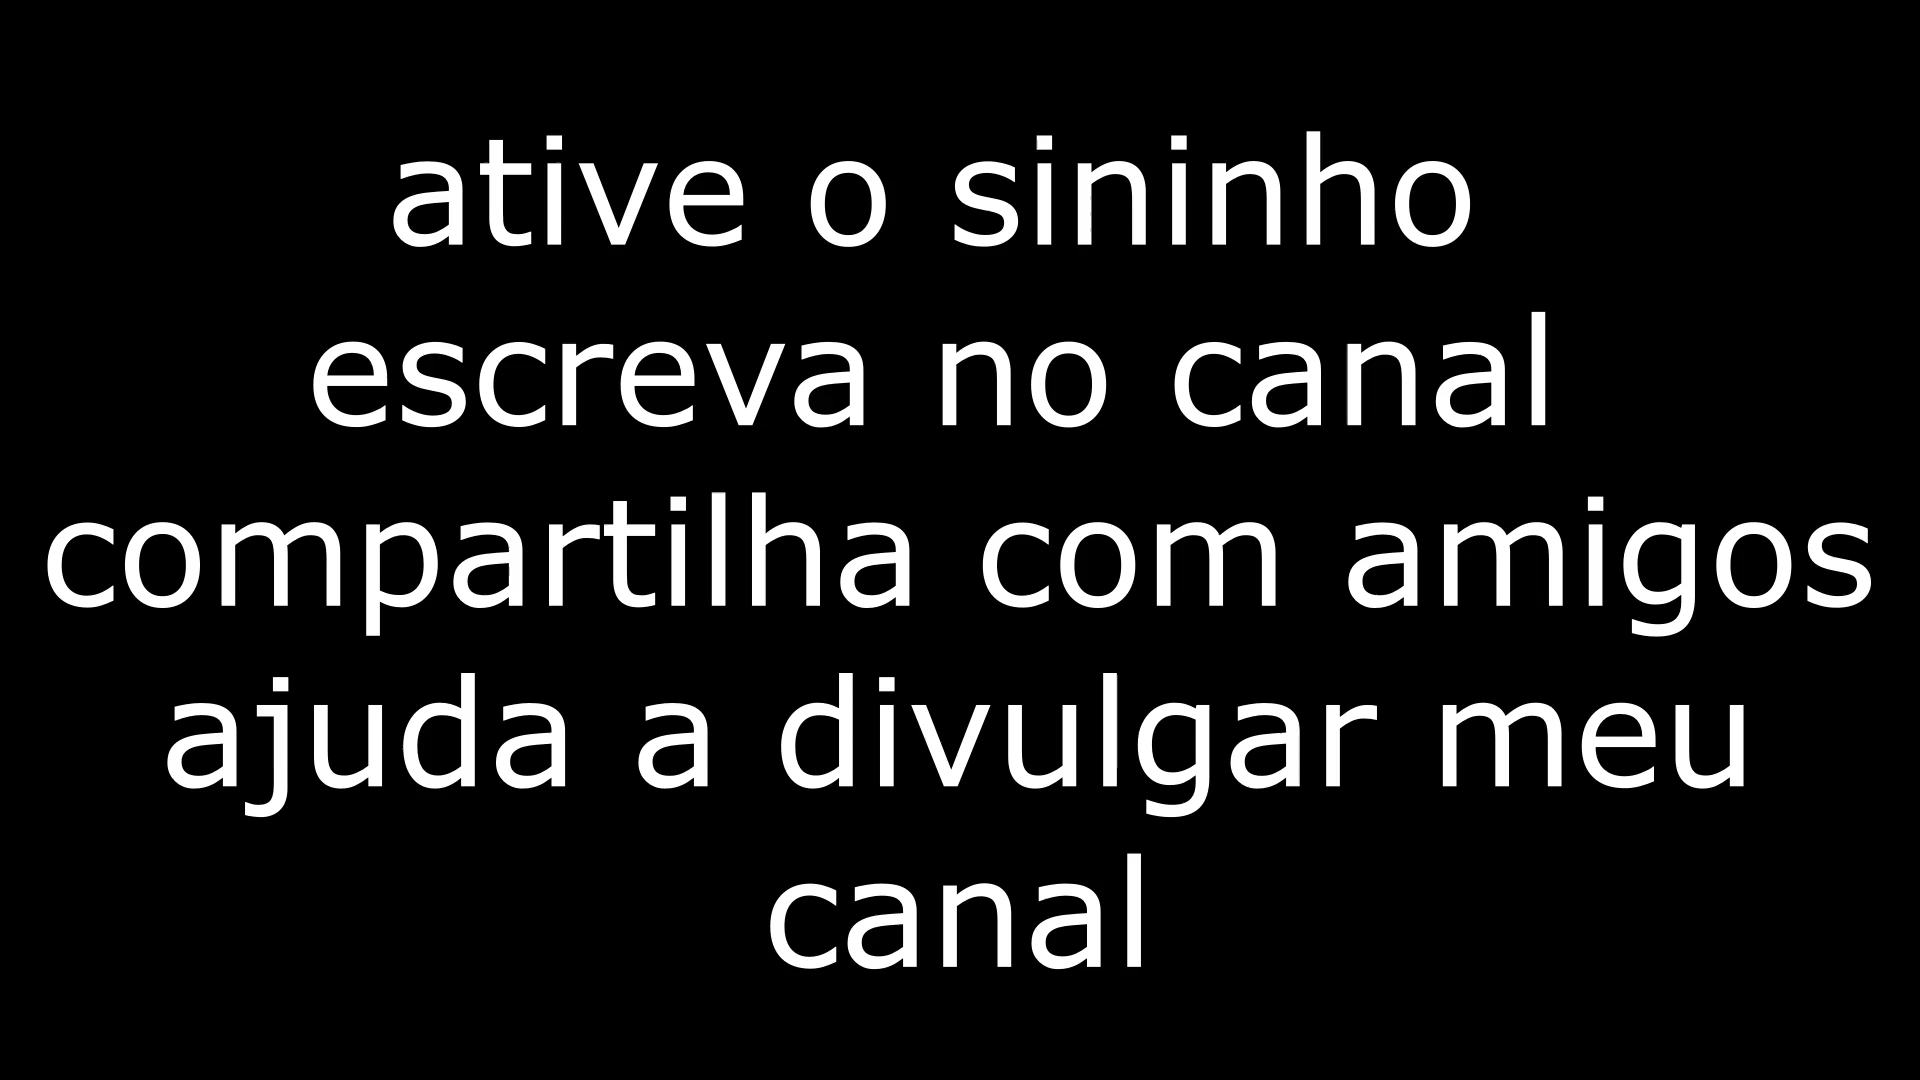 ative o sininho
escreva no canal
compartilha com amigos
ajuda a divulgar meu
canal